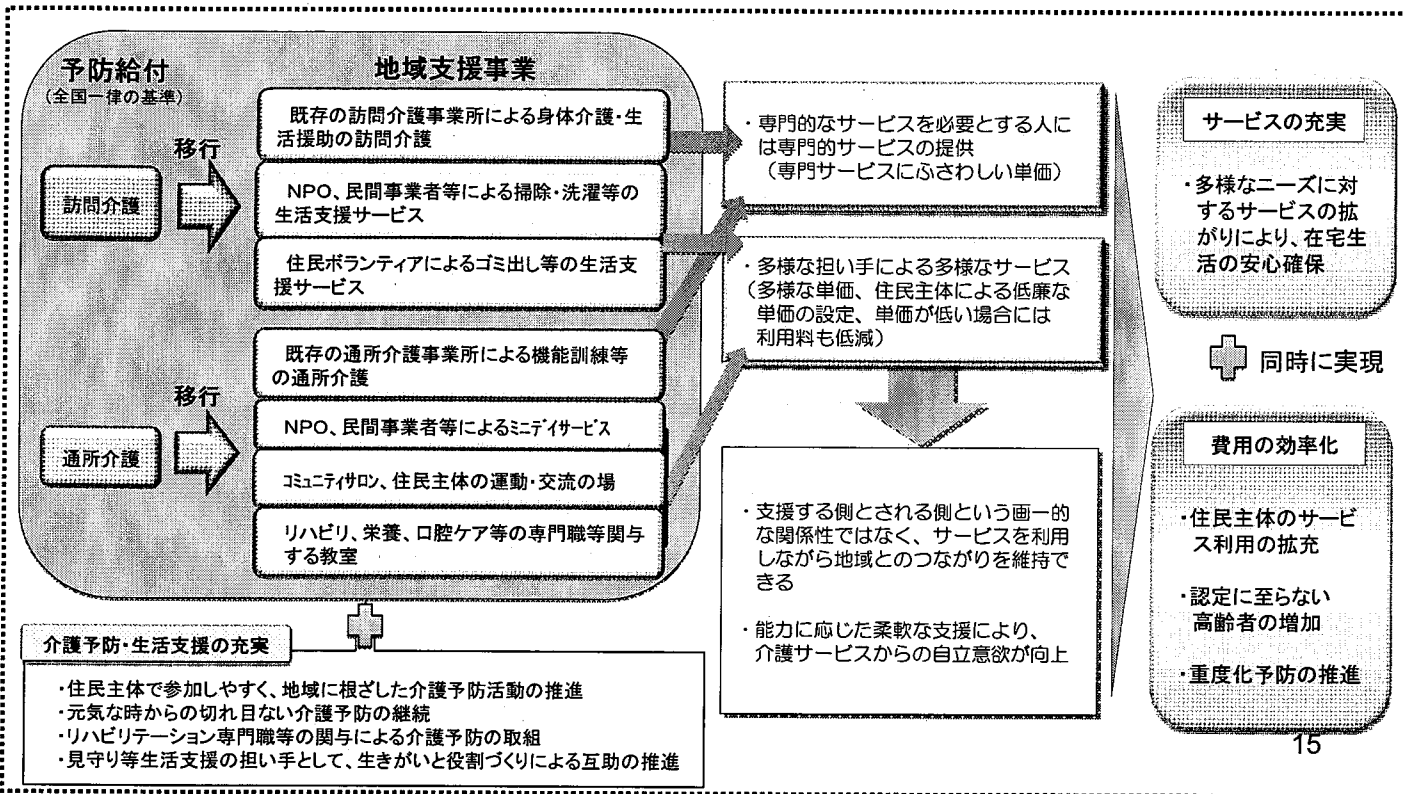 予防給付
(全国一律の基準)
地域支援事業
移行
訪問介護
既存の訪問介護事業所による身体介護・生
活援助の訪問介護
NPO、民間事業者等による掃除・洗濯等の
生活支援サービス
住民ボランティアによるゴミ出し等の生活支
援サービス
移行
通所介護
既存の通所介護事業所による機能訓練等
の通所介護
NPO、民間事業者等によるミニデイサービス
コミュニティサロン、住民主体の運動・交流の場
リハビリ、栄養、口腔ケア等の専門職等関与
する教室
介護予防・生活支援の充実
・住民主体で参加しやすく、地域に根ざした介護予防活動の推進
・元気な時からの切れ目ない介護予防の継続
・リハビリテーション専門職等の関与による介護予防の取組
・見守り等生活支援の担い手として、生きがいと役割づくりによる互助の推進
・専門的なサービスを必要とする人に
は専門的サービスの提供
(専門サービスにふさわしい単価)
・多様な担い手による多様なサービス
(多様な単価、住民主体による低廉な
単価の設定、単価が低い場合には
利用料も低減)
・支援する側とされる側という画一的
な関係性ではなく、サービスを利用
しながら地域とのつながりを維持で
きる
・能力に応じた柔軟な支援により、
介護サービスからの自立意欲が向上
サービスの充実
・多様なニーズに対
するサービスの拡
がりにより、在宅生
活の安心確保
同時に実現
費用の効率化
・住民主体のサービ
ス利用の拡充
・認定に至らない
高齢者の増加
・重度化予防の推進
15